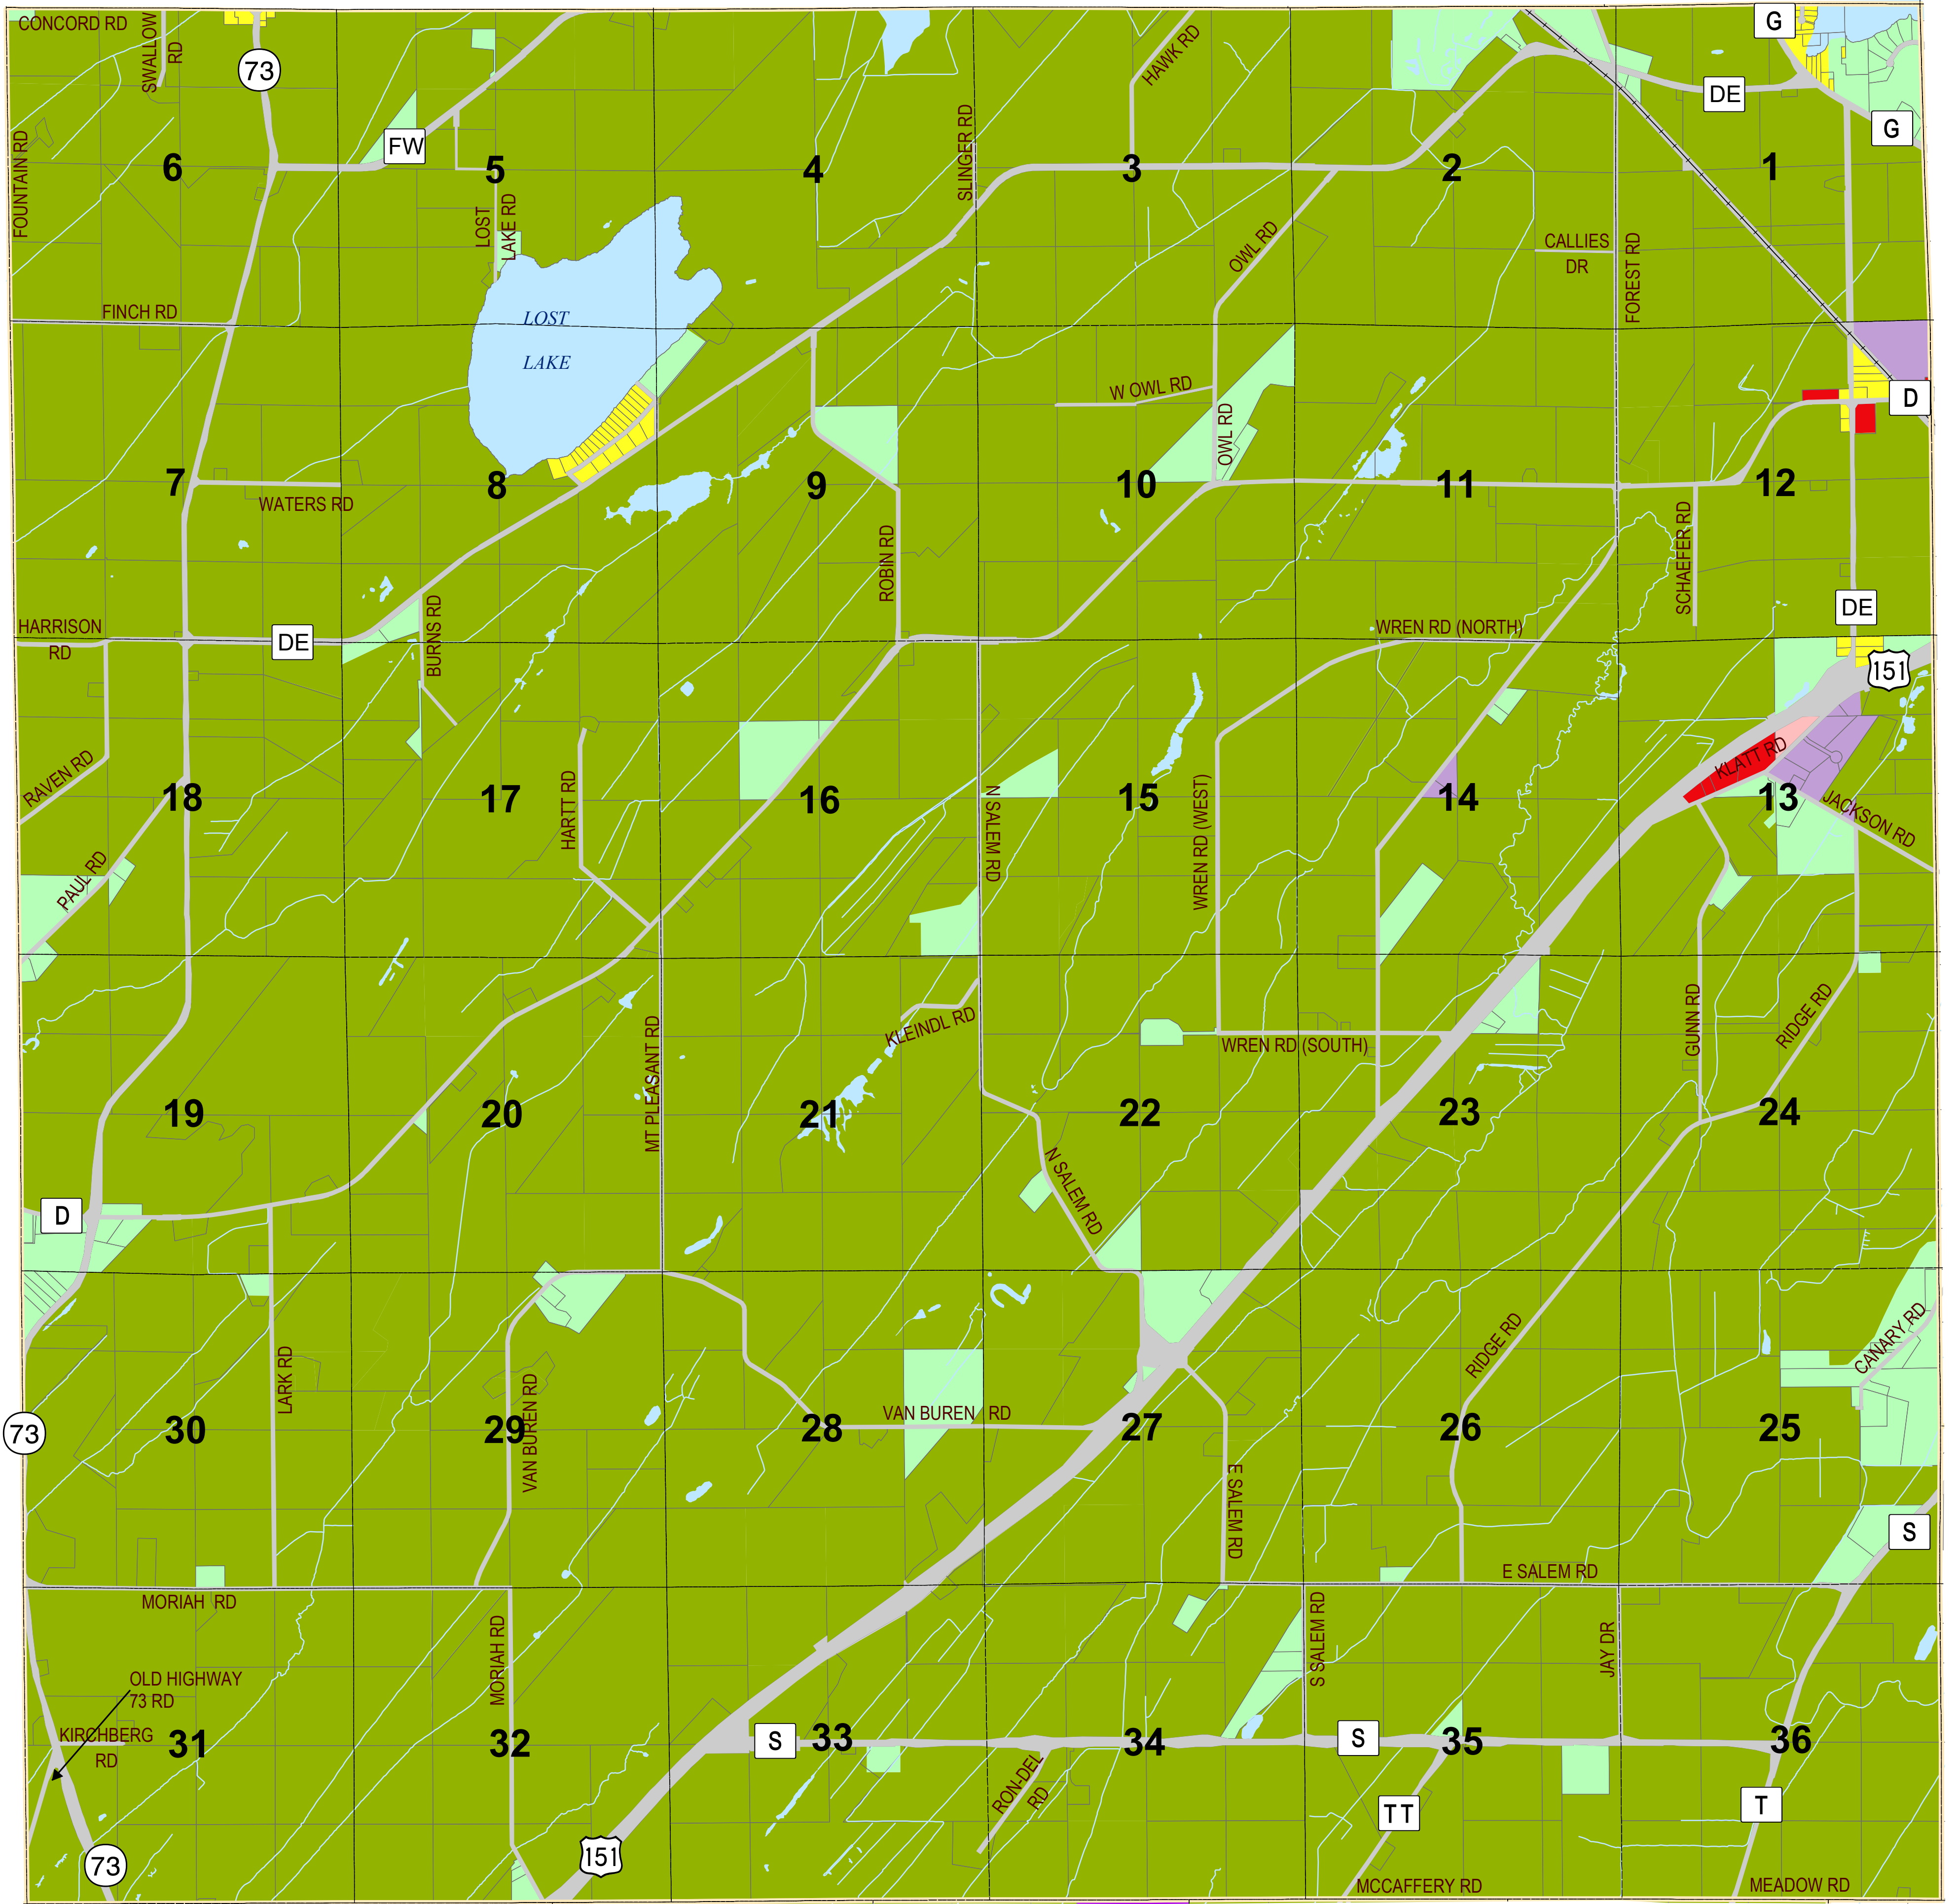 CONCORD RD
SWALLOW
RD
73
HAWK RD
G
DE
G
FOUNTAIN RD
FW
SLINGER RD
6
5
4
3
2
1
LOST
LAKE RD
OWL RD
CALLIES
DR
FOREST RD
FINCH RD
LOST
LAKE
W OWL RD
D
OWL RD
7
8
9
10
11
12
WATERS RD
ROBIN RD
SCHAEFER RD
DE
HARRISON
RD
DE
BURNS RD
WREN RD (NORTH)
151
KLATT RD
RAVEN RD
18
17
16
15
14
13
HARTT RD
N SALEM RD
WREN RD (WEST)
JACKSON RD
PAUL RD
KLEINDL RD
MT PLEASANT RD
WREN RD (SOUTH)
GUNN RD
RIDGE RD
19
20
21
22
23
24
N SALEM RD
D
LARK RD
VAN BUREN RD
RIDGE RD
CANARY RD
73
30
29
28
VAN BUREN RD
27
26
25
E SALEM RD
S
E SALEM RD
MORIAH RD
MORIAH RD
S SALEM RD
JAY DR
OLD HIGHWAY
73 RD
KIRCHBERG
RD
31
32
S
33
34
S
35
36
RON-DEL
RD
TT
T
73
151
MCCAFFERY RD
MEADOW RD